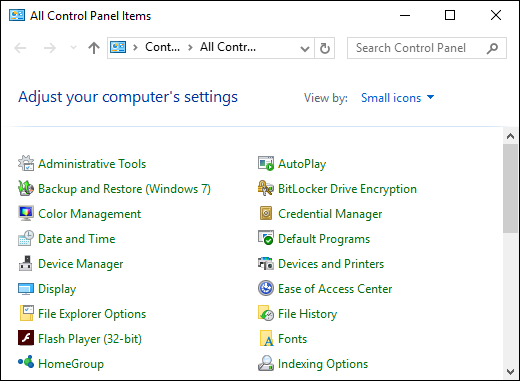 All Control Panel Items
Cont... All Contr... Search Control Panel
Adjust your computer's settings View by: Small icons
Administrative Tools AutoPlay
Backup and Restore (Windows 7) BitLocker Drive Encryption
Color Management Credential Manager
Date and Time Default Programs
Device Manager Devices and Printers
Display Ease of Access Center
File Explorer Options File History
Flash Player (32-bit) Fonts
HomeGroup Indexing Options